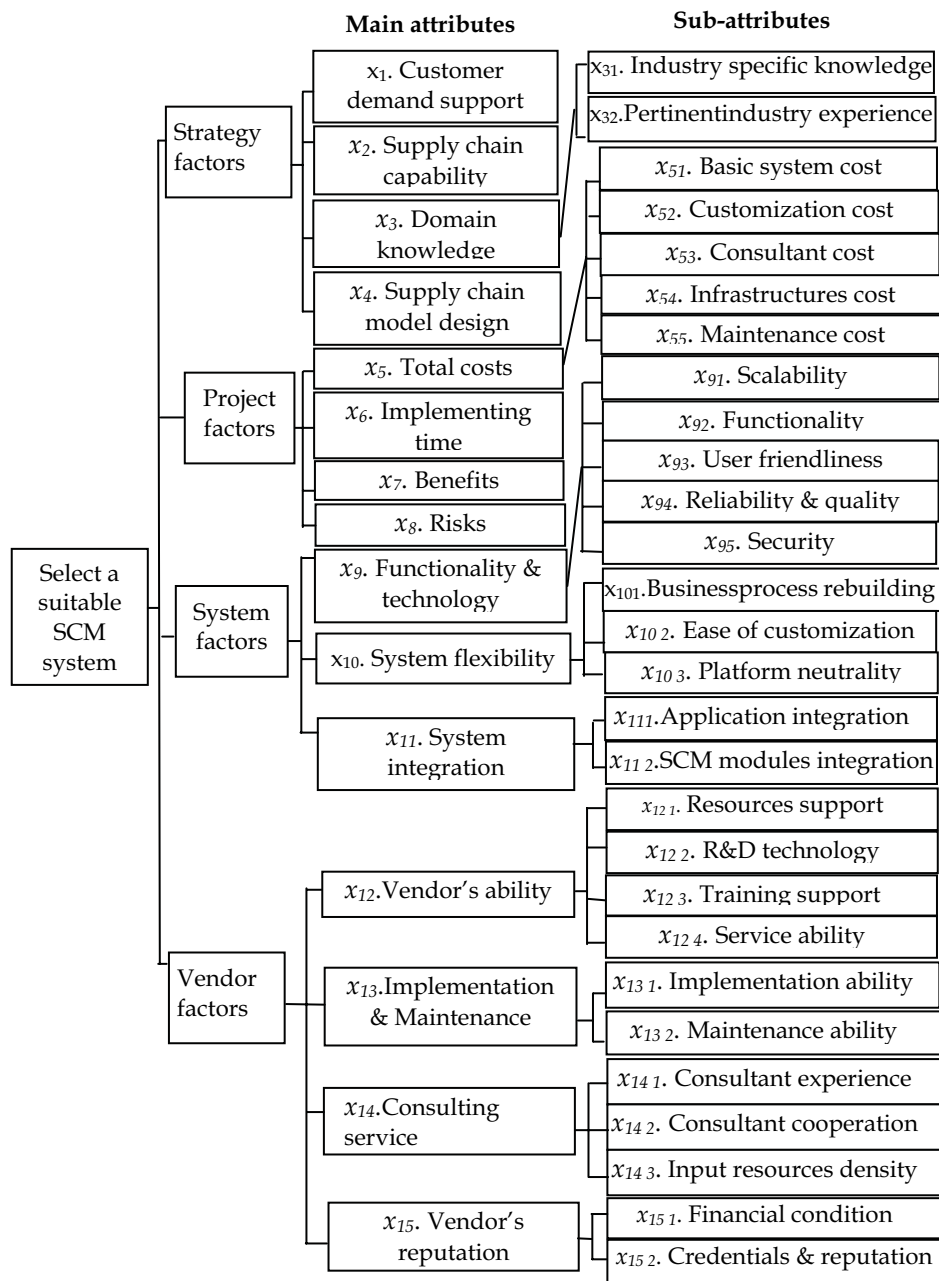 Main attributes
Sub-attributes
Select a
suitable
SCM
system
Strategy
factors
Project
factors
System
factors
Vendor
factors
x1. Customer
demand support
x2. Supply chain
capability
x3. Domain
knowledge
x4. Supply chain
model design
x5. Total costs
x6. Implementing
time
x7. Benefits
x8. Risks
x9. Functionality &
technology
x10. System flexibility
x11. System
integration
x12.Vendor’s ability
x13.Implementation
& Maintenance
x14.Consulting
service
x15. Vendor’s
reputation
x31. Industry specific knowledge
x32.Pertinentindustry experience
x51. Basic system cost
x52. Customization cost
x53. Consultant cost
x54. Infrastructures cost
x55. Maintenance cost
x91. Scalability
x92. Functionality
x93. User friendliness
x94. Reliability & quality
x95. Security
x101.Businessprocess rebuilding
x10 2. Ease of customization
x10 3. Platform neutrality
x111.Application integration
x11 2.SCM modules integration
x12 1. Resources support
x12 2. R&D technology
x12 3. Training support
x12 4. Service ability
x13 1. Implementation ability
x13 2. Maintenance ability
x14 1. Consultant experience
x14 2. Consultant cooperation
x14 3. Input resources density
x15 1. Financial condition
x15 2. Credentials & reputation